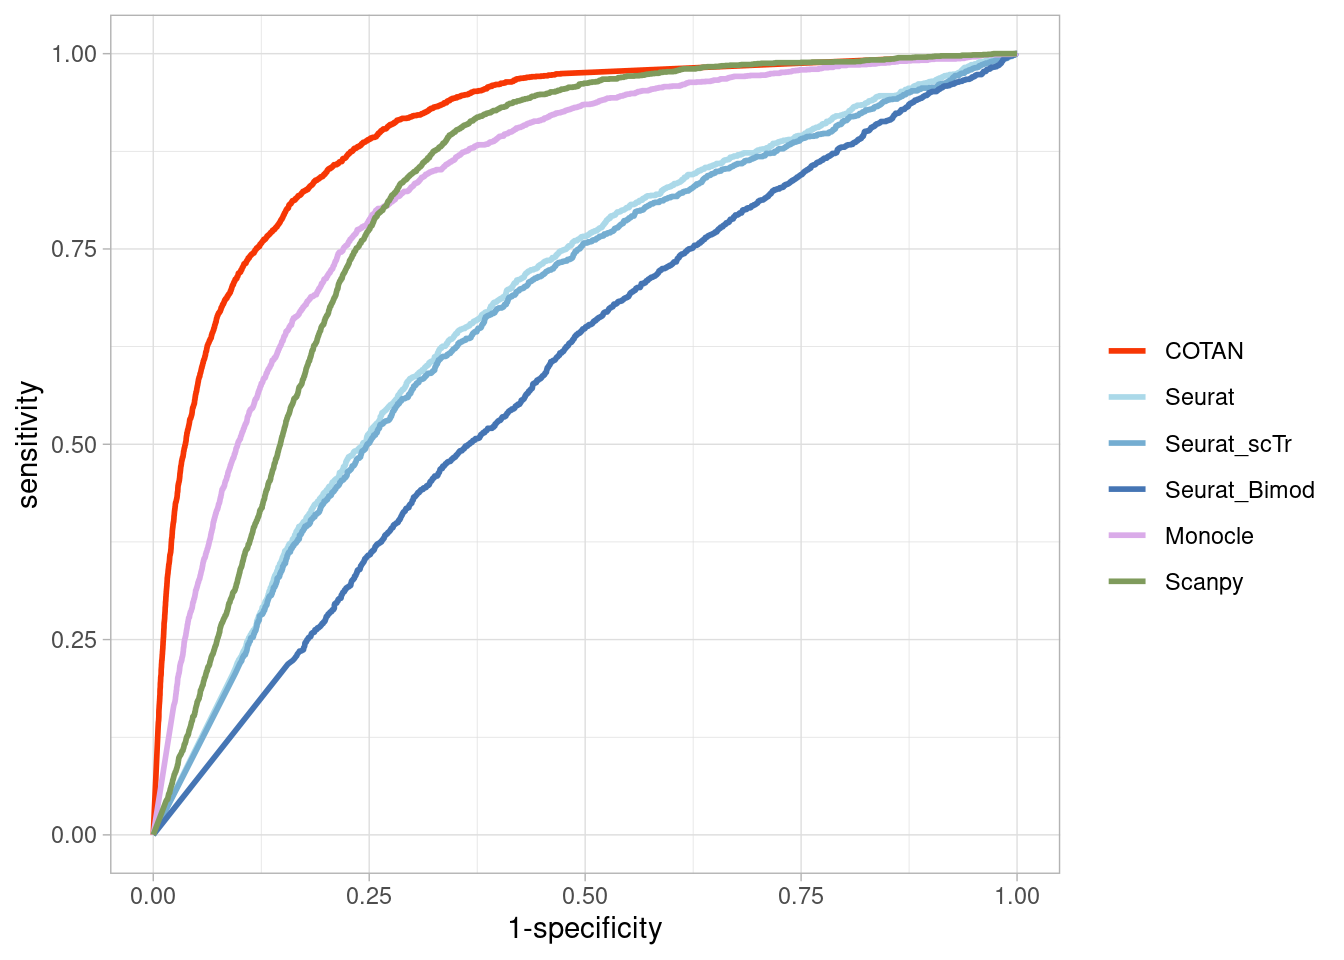 1.00
0.75
0.50
0.25
0.00
sensitivity
0.00 0.25 0.50 0.75 1.00
1-specificity
COTAN
Seurat
Seurat_scTr
Seurat_Bimod
Monocle
Scanpy